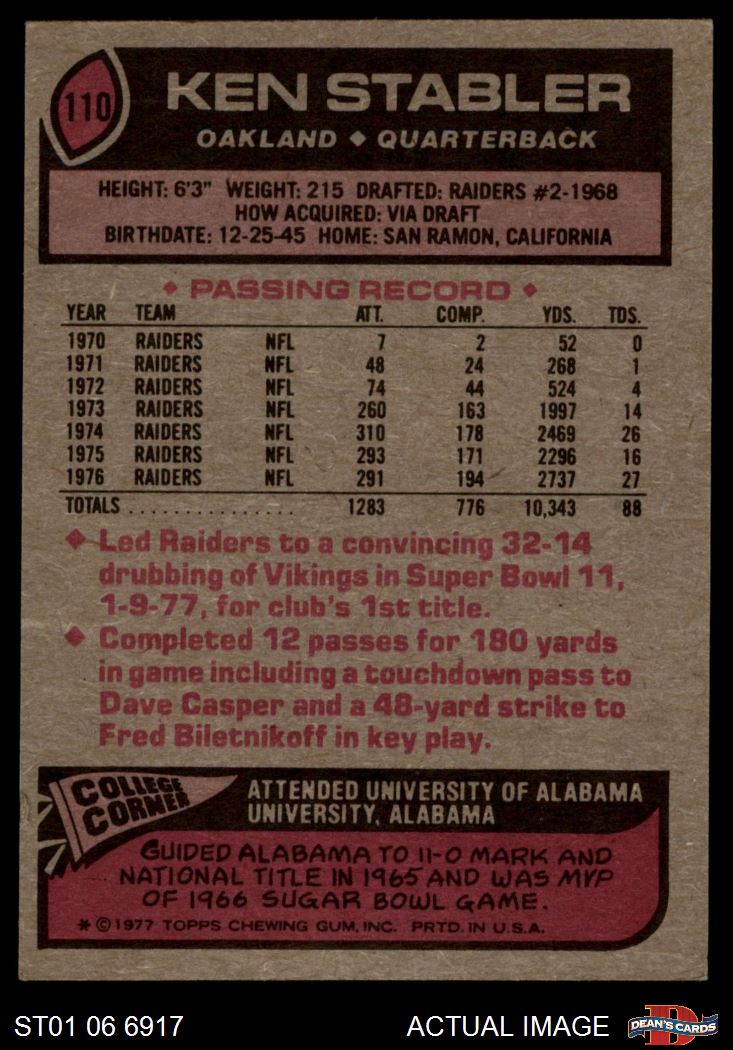 110
KEN STABLER
OAKLAND ♦ QUARTERBACK
HEIGHT: 6'3" WEIGHT: 215 DRAFTED: RAIDERS #2-1968
HOW ACQUIRED: VIA DRAFT
BIRTHDATE: 12-25-45 HOME: SAN RAMON, CALIFORNIA
♦ PASSING RECORD ♦
YEAR TEAM ATT. COMP. YDS. TDS.
1970 RAIDERS NFL 7 2 52 0
1971 RAIDERS NFL 48 24 268 1
1972 RAIDERS NFL 74 44 524 4
1973 RAIDERS NFL 260 163 1997 14
1974 RAIDERS NFL 310 178 2469 26
1975 RAIDERS NFL 293 171 2296 16
1976 RAIDERS NFL 291 194 2737 27
TOTALS ............... 1283 776 10,343 88
♦ Led Raiders to a convincing 32-14
drubbing of Vikings in Super Bowl 11,
1-9-77, for club's 1st title.
♦ Completed 12 passes for 180 yards
in game including a touchdown pass to
Dave Casper and a 48-yard strike to
Fred Biletnikoff in key play.
COLLEGE
CORNER
ATTENDED UNIVERSITY OF ALABAMA
UNIVERSITY, ALABAMA
GUIDED ALABAMA TO 11-0 MARK AND
NATIONAL TITLE IN 1965 AND WAS MVP
OF 1966 SUGAR BOWL GAME.
* © 1977 TOPPS CHEWING GUM, INC. PRTD. IN U.S.A.
ST01 06 6917
ACTUAL IMAGE
D
DEAN'S CARDS